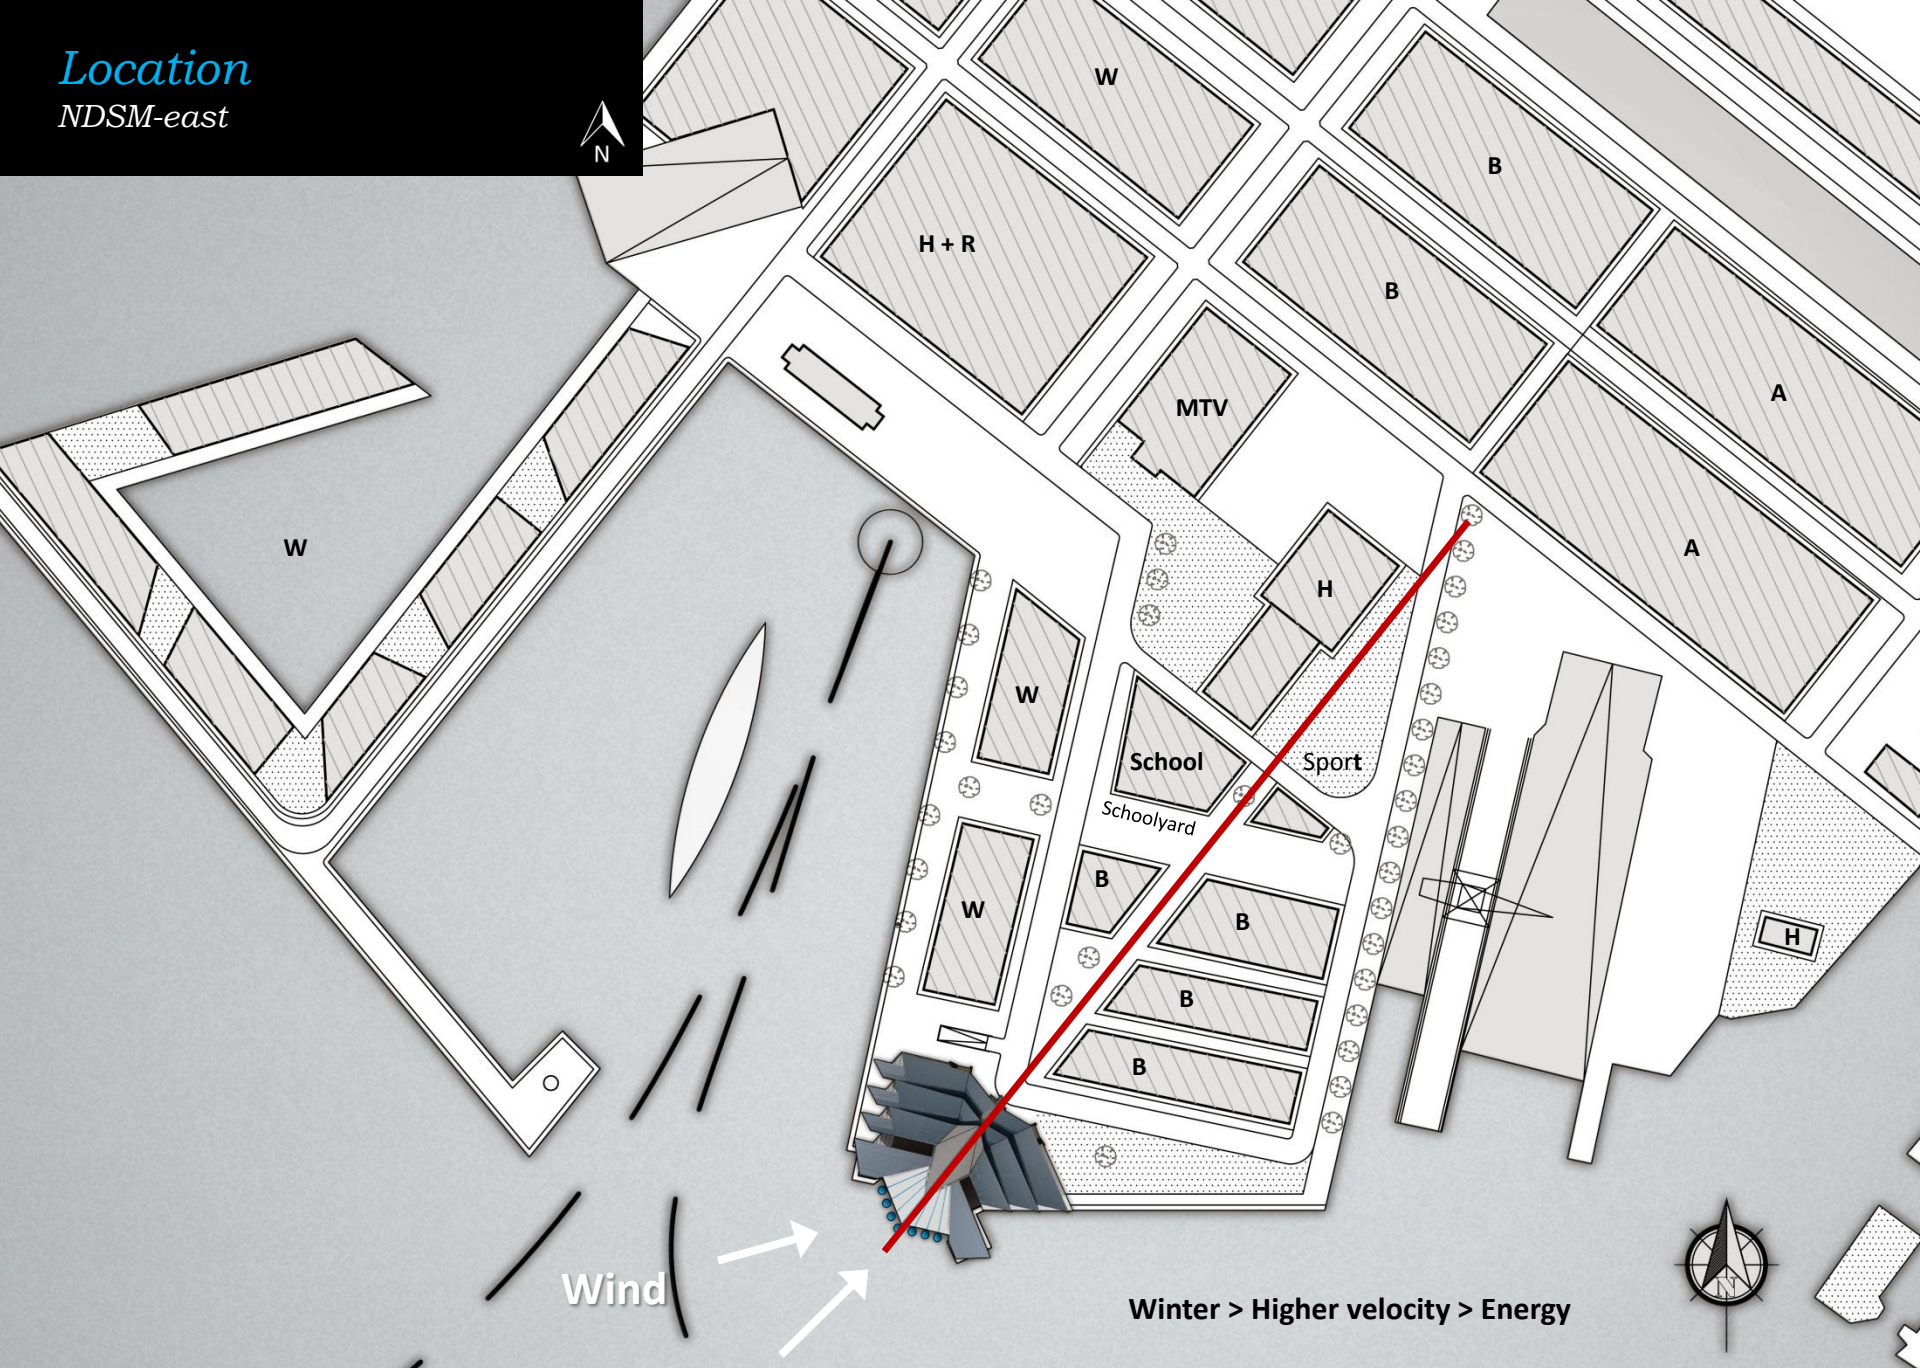 Location
NDSM-east
N
W
B
H + R
B
A
MTV
W
A
H
W
School
Sport
Schoolyard
B
W
B
H
B
B
Wind
N
Winter > Higher velocity > Energy